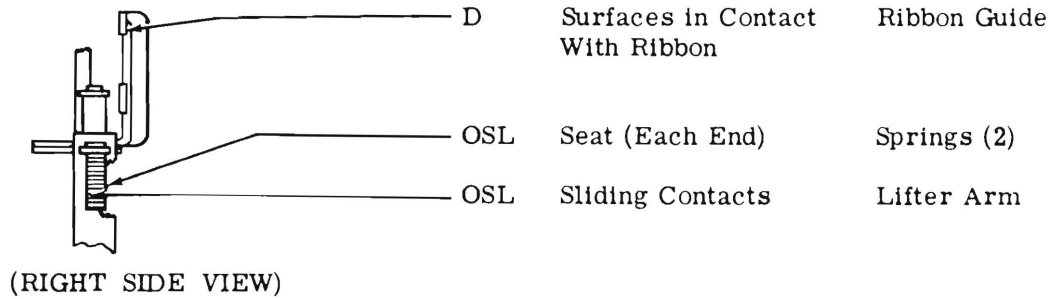 D Surfaces in Contact Ribbon Guide
With Ribbon
OSL Seat (Each End) Springs (2)
OSL Sliding Contacts Lifter Arm
(RIGHT SIDE VIEW)